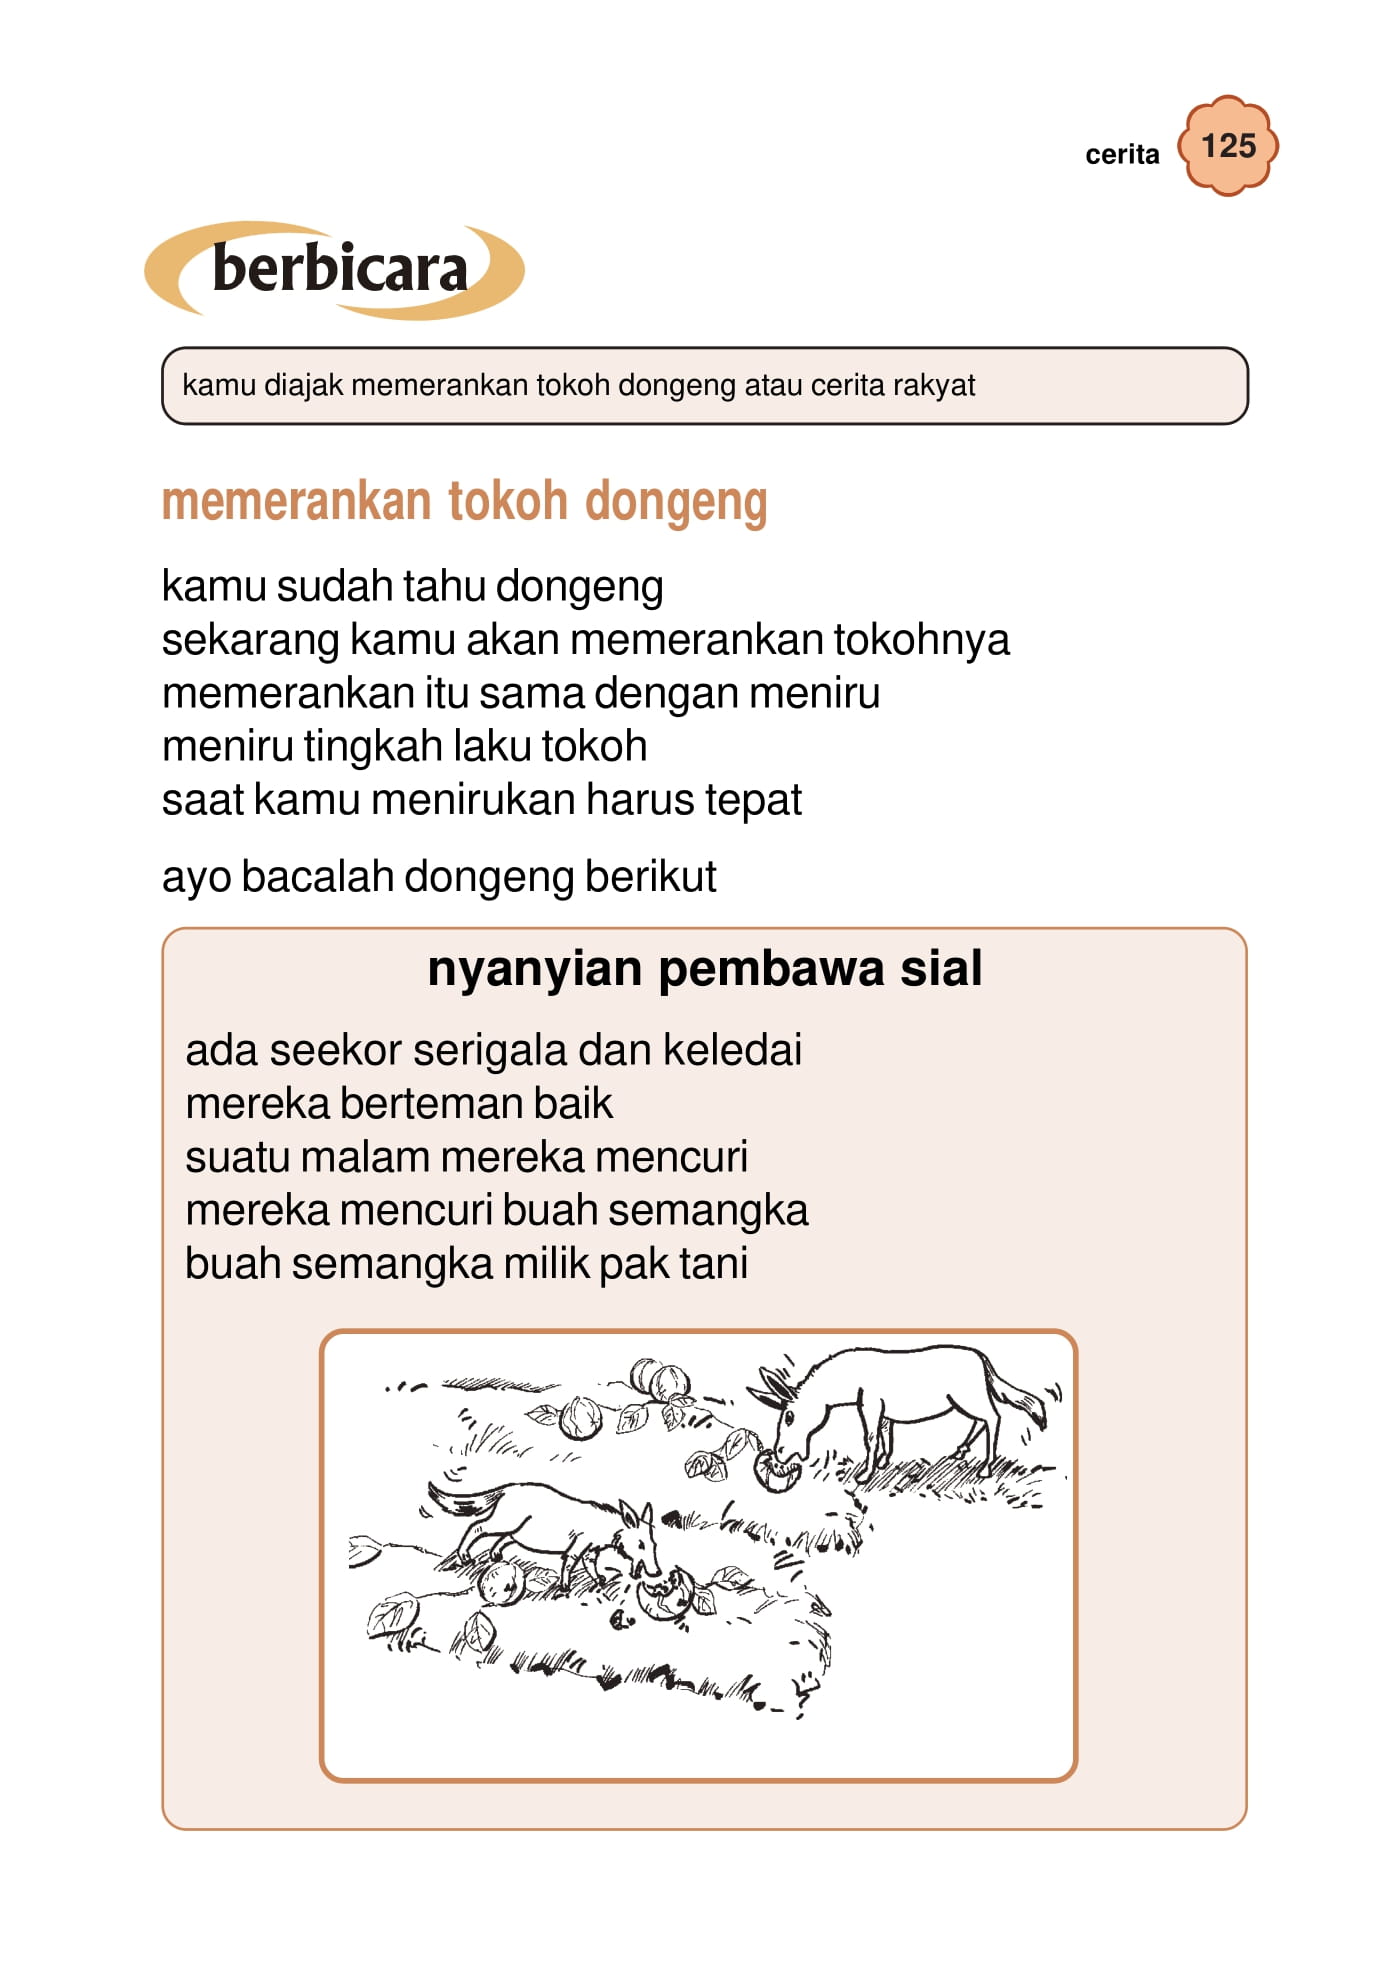 cerita 125
berbicara
kamu diajak memerankan tokoh dongeng atau cerita rakyat
memerankan tokoh dongeng
kamu sudah tahu dongeng
sekarang kamu akan memerankan tokohnya
memerankan itu sama dengan meniru
meniru tingkah laku tokoh
saat kamu menirukan harus tepat
ayo bacalah dongeng berikut
nyanyian pembawa sial
ada seekor serigala dan keledai
mereka berteman baik
suatu malam mereka mencuri
mereka mencuri buah semangka
buah semangka milik pak tani